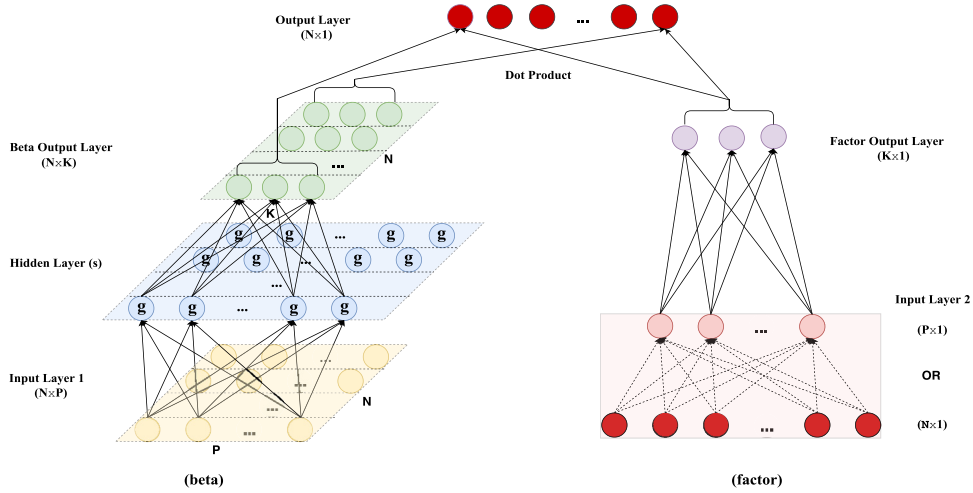 Output Layer
(N×1)
...
Dot Product
Beta Output Layer
(N×K)
...
N
K
Factor Output Layer
(K×1)
Hidden Layer (s)
g g ... g g
g g ... g g
...
g g ... g g
Input Layer 1
(N×P)
...
...
...
...
N
P
Input Layer 2
(P×1)
...
OR
(N×1)
...
(beta)
(factor)